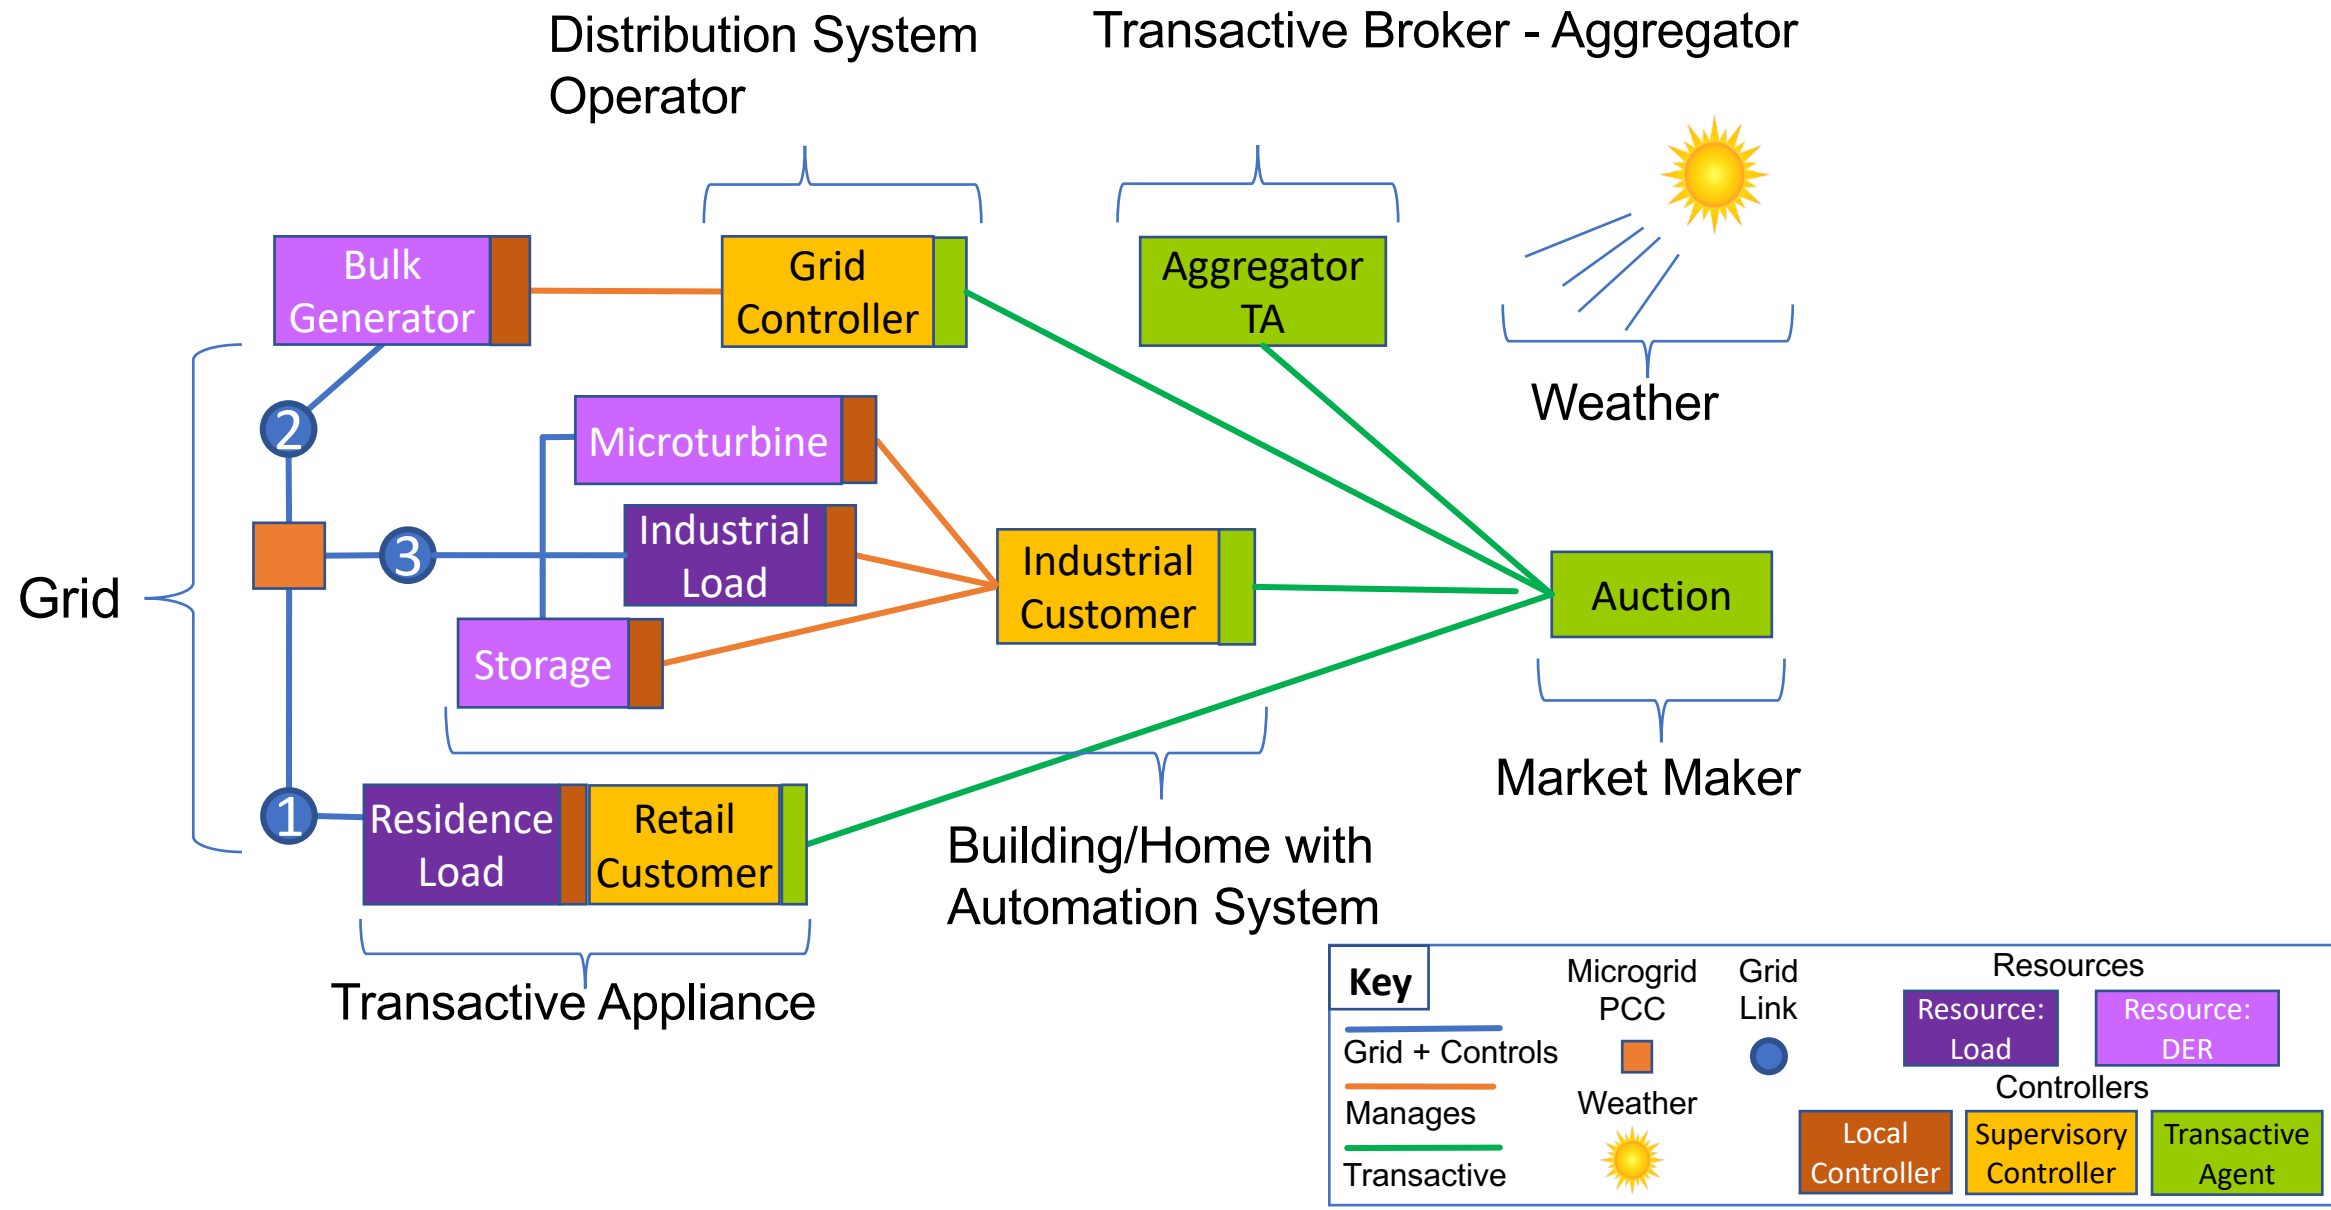 Distribution System
Operator
Transactive Broker - Aggregator
Bulk
Generator
Grid
Controller
Aggregator
TA
Weather
2
Microturbine
3
Industrial
Load
Industrial
Customer
Auction
Grid
Storage
Market Maker
1
Residence
Load
Retail
Customer
Building/Home with
Automation System
Transactive Appliance
Key
Microgrid
PCC
Grid
Link
Resources
Resource:
Load
Resource:
DER
Grid + Controls
Manages
Transactive
Weather
Controllers
Local
Controller
Supervisory
Controller
Transactive
Agent